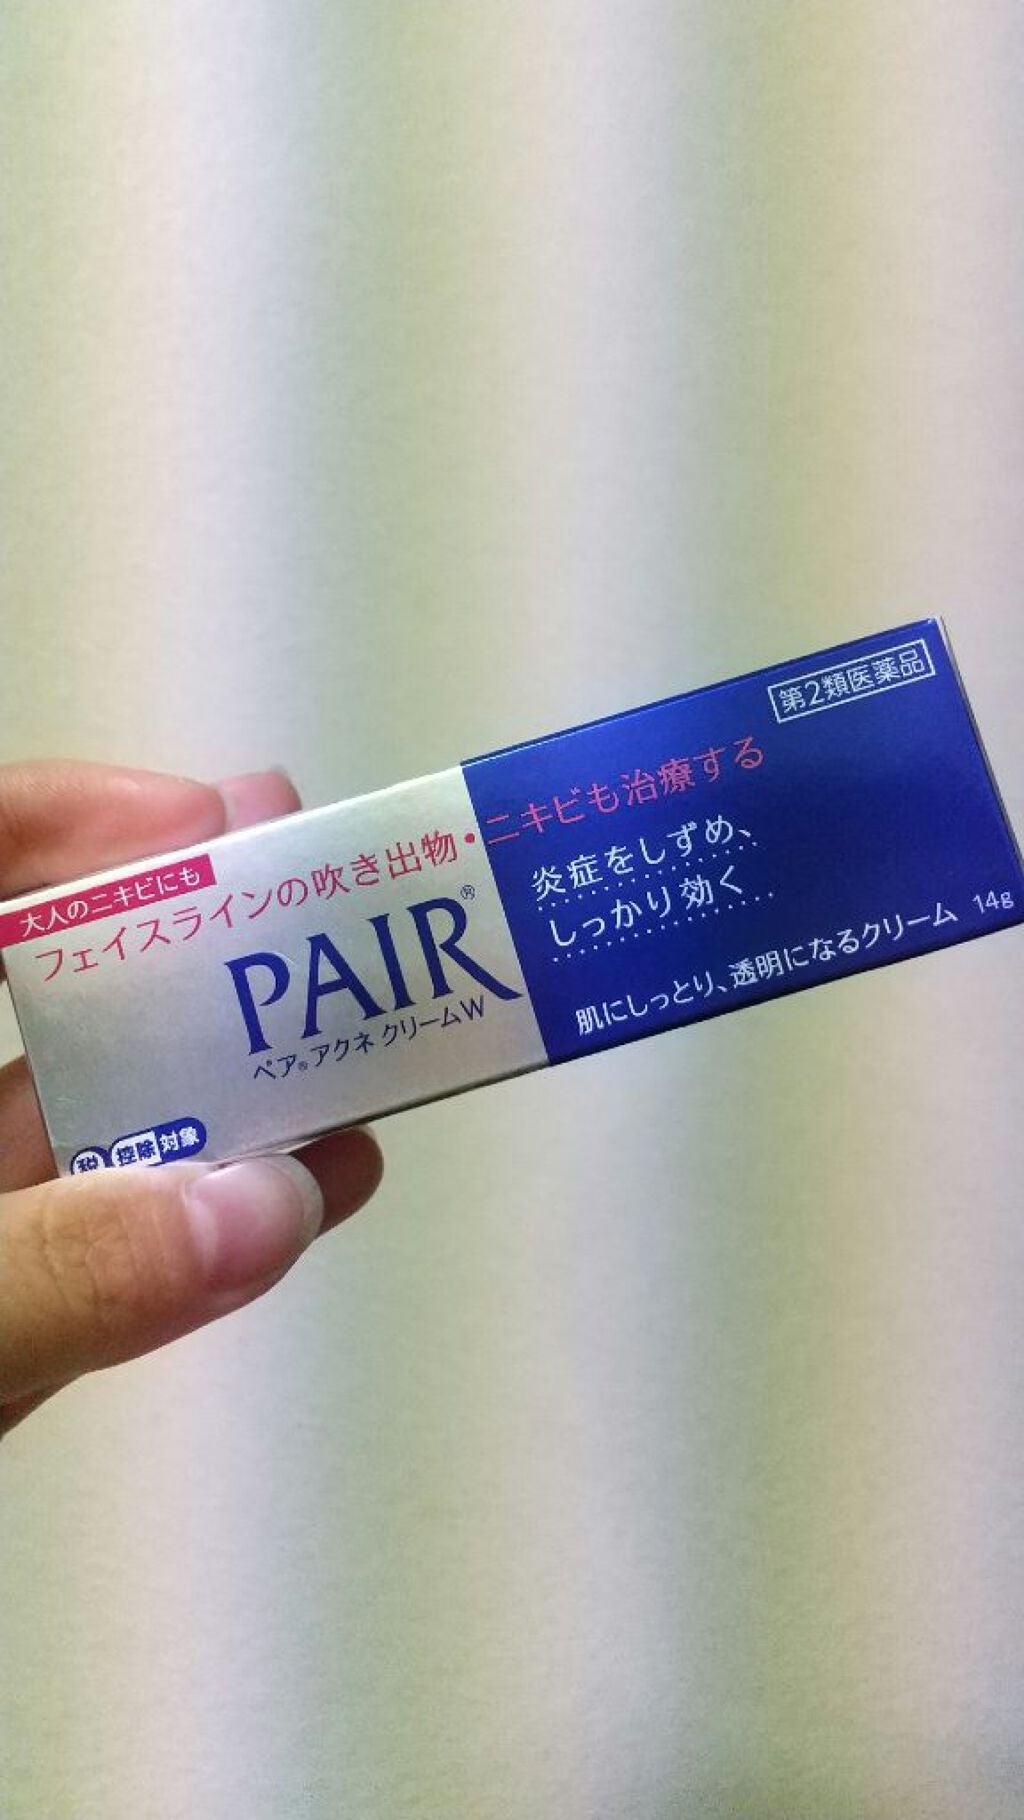 第2類医薬品
大人のニキビにも
フェイスラインの吹き出物・ニキビも治療する
PAIR®
ペア®アクネクリームW
炎症をしずめ、
しっかり効く
肌にしっとり、透明になるクリーム 14g
税 控除 対象